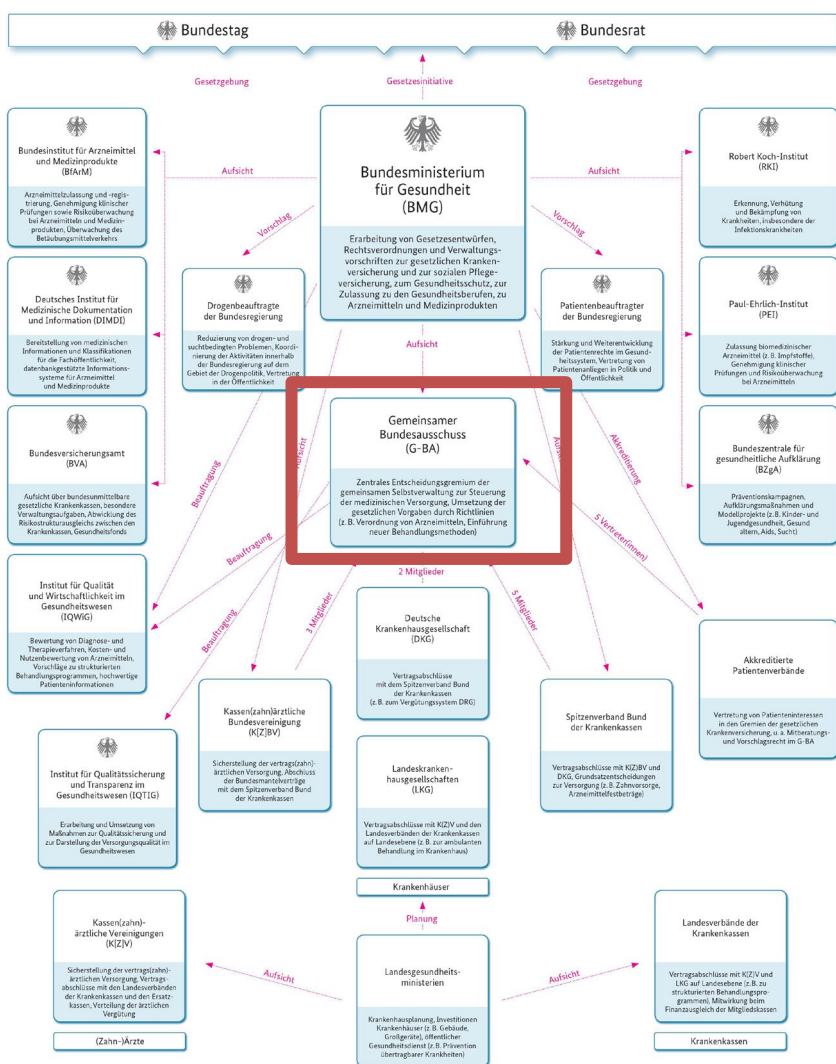 Bundestag
Bundesrat
Gesetzgebung
Gesetzesinitiative
Gesetzgebung
Bundesinstitut für Arzneimittel
und Medizinprodukte
(BfArM)
Arzneimittelzulassung und -regis-
trierung, Genehmigung klinischer
Prüfungen sowie Risikoüberwachung
bei Arzneimitteln und Medizin-
produkten, Überwachung des
Betäubungsmittelverkehrs
Aufsicht
Vorschlag
Bundesministerium
für Gesundheit
(BMG)
Erarbeitung von Gesetzesentwürfen,
Rechtsverordnungen und Verwaltungs-
vorschriften zur gesetzlichen Kranken-
versicherung und zur sozialen Pflege-
versicherung, zum Gesundheitsschutz, zur
Zulassung zu den Gesundheitsberufen, zu
Arzneimitteln und Medizinprodukten
Aufsicht
Vorschlag
Robert Koch-Institut
(RKI)
Erkennung, Verhütung
und Bekämpfung von
Krankheiten, insbesondere der
Infektionskrankheiten
Deutsches Institut für
Medizinische Dokumentation
und Information (DIMDI)
Bereitstellung von medizinischen
Informationen und Klassifikationen
für die Fachöffentlichkeit,
datenbankgestützte Informations-
systeme für Arzneimittel
und Medizinprodukte
Drogenbeauftragte
der Bundesregierung
Reduzierung von drogen- und
suchtbedingten Problemen, Koordi-
nierung der Aktivitäten innerhalb
der Bundesregierung auf dem
Gebiet der Drogenpolitik, Vertretung
in der Öffentlichkeit
Aufsicht
Patientenbeauftragter
der Bundesregierung
Stärkung und Weiterentwicklung
der Patientenrechte im Gesund-
heitssystem, Vertretung von
Patientenanliegen in Politik und
Öffentlichkeit
Paul-Ehrlich-Institut
(PEI)
Zulassung biomedizinischer
Arzneimittel (z. B. Impfstoffe),
Genehmigung klinischer
Prüfungen und Risikoüberwachung
bei Arzneimitteln
Bundesversicherungsamt
(BVA)
Aufsicht über bundesunmittelbare
gesetzliche Krankenkassen, besondere
Verwaltungsaufgaben, Abwicklung des
Risikostrukturausgleichs zwischen den
Krankenkassen, Gesundheitsfonds
Beauftragung
Aufsicht
Gemeinsamer
Bundesausschuss
(G-BA)
Zentrales Entscheidungsgremium der
gemeinsamen Selbstverwaltung zur Steuerung
der medizinischen Versorgung, Umsetzung der
gesetzlichen Vorgaben durch Richtlinien
(z. B. Verordnung von Arzneimitteln, Einführung
neuer Behandlungsmethoden)
Akkreditierung
Bundeszentrale für
gesundheitliche Aufklärung
(BZgA)
Präventionskampagnen,
Aufklärungsmaßnahmen und
Modellprojekte (z. B. Kinder- und
Jugendgesundheit, Gesund
altern, Aids, Sucht)
Beauftragung
Beauftragung
3 Mitglieder
2 Mitglieder
5 Mitglieder
5 Vertreter(innen)
Institut für Qualität
und Wirtschaftlichkeit im
Gesundheitswesen
(IQWiG)
Bewertung von Diagnose- und
Therapieverfahren, Kosten- und
Nutzenbewertung von Arzneimitteln,
Vorschläge zu strukturierten
Behandlungsprogrammen, hochwertige
Patienteninformationen
Deutsche
Krankenhausgesellschaft
(DKG)
Vertragsabschlüsse
mit dem Spitzenverband Bund
der Krankenkassen
(z. B. zum Vergütungssystem DRG)
Akkreditierte
Patientenverbände
Vertretung von Patienteninteressen
in den Gremien der gesetzlichen
Krankenversicherung, u. a. Mitberatungs-
und Vorschlagsrecht im G-BA
Kassen(zahn)ärztliche
Bundesvereinigung
(K[Z]BV)
Sicherstellung der vertrags(zahn)-
ärztlichen Versorgung, Abschluss
der Bundesmantelverträge
mit dem Spitzenverband Bund
der Krankenkassen
Spitzenverband Bund
der Krankenkassen
Vertragsabschlüsse mit K(Z)BV und
DKG, Grundsatzentscheidungen
zur Versorgung (z. B. Zahnvorsorge,
Arzneimittelfestbeträge)
Institut für Qualitätssicherung
und Transparenz im
Gesundheitswesen (IQTIG)
Erarbeitung und Umsetzung von
Maßnahmen zur Qualitätssicherung und
zur Darstellung der Versorgungsqualität im
Gesundheitswesen
Landeskranken-
hausgesellschaften
(LKG)
Vertragsabschlüsse mit K(Z)V und den
Landesverbänden der Krankenkassen
auf Landesebene (z. B. zur ambulanten
Behandlung im Krankenhaus)
Krankenhäuser
Planung
Kassen(zahn)-
ärztliche Vereinigungen
(K[Z]V)
Sicherstellung der vertrags(zahn)-
ärztlichen Versorgung, Vertrags-
abschlüsse mit den Landesverbänden
der Krankenkassen und den Ersatz-
kassen, Verteilung der ärztlichen
Vergütung
(Zahn-)Ärzte
Aufsicht
Landesgesundheits-
ministerien
Krankenhausplanung, Investitionen
Krankenhäuser (z. B. Gebäude,
Großgeräte), öffentlicher
Gesundheitsdienst (z. B. Prävention
übertragbarer Krankheiten)
Aufsicht
Landesverbände der
Krankenkassen
Vertragsabschlüsse mit K(Z)V und
LKG auf Landesebene (z. B. zu
strukturierten Behandlungspro-
grammen), Mitwirkung beim
Finanzausgleich der Mitgliedskassen
Krankenkassen